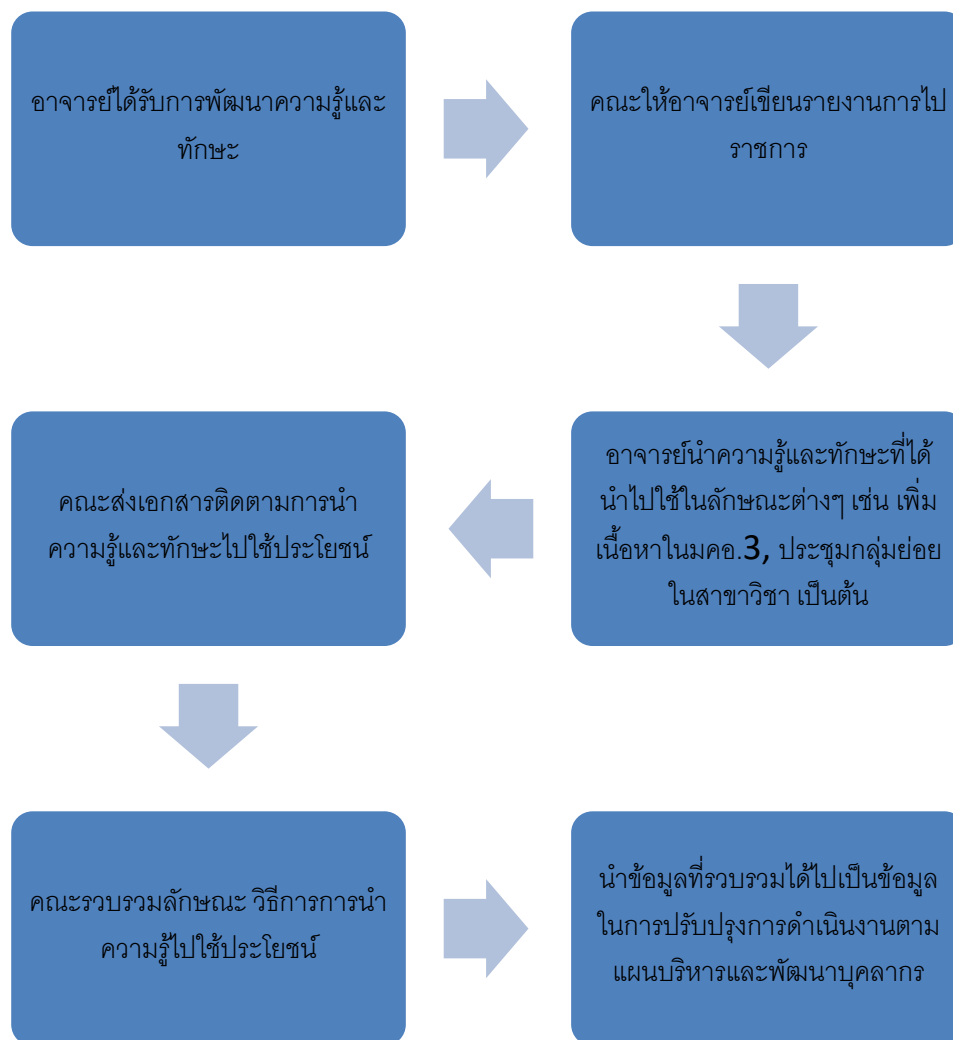 อาจารย์ได้รับการพัฒนาความรู้และ
ทักษะ
คณะให้อาจารย์เขียนรายงานการไป
ราชการ
อาจารย์นำความรู้และทักษะที่ได้
นำไปใช้ในลักษณะต่างๆ เช่น เพิ่ม
เนื้อหาในมคอ.3, ประชุมกลุ่มย่อย
ในสาขาวิชา เป็นต้น
คณะส่งเอกสารติดตามการนำ
ความรู้และทักษะไปใช้ประโยชน์
คณะรวบรวมลักษณะ วิธีการการนำ
ความรู้ไปใช้ประโยชน์
นำข้อมูลที่รวบรวมได้ไปเป็นข้อมูล
ในการปรับปรุงการดำเนินงานตาม
แผนบริหารและพัฒนาบุคลากร